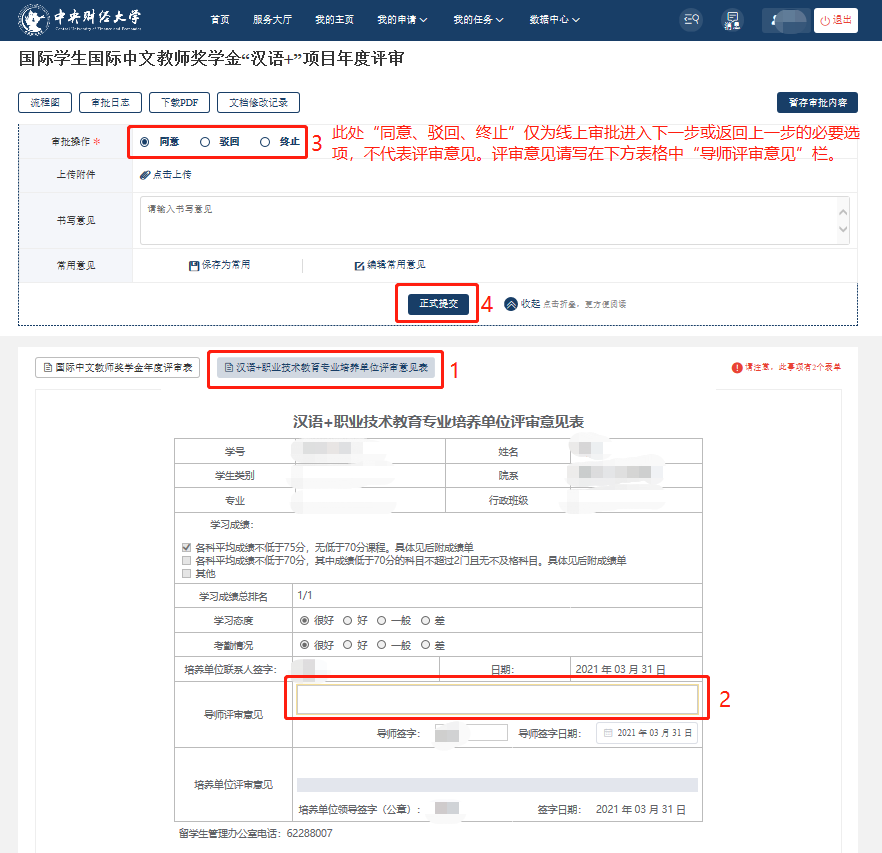 中央财经大学
Central University of Finance and Economics
首页 服务大厅 我的主页 我的申请 我的任务 数据中心 消息 退出
国际学生国际中文教师奖学金“汉语+”项目年度评审
流程图 审批日志 下载PDF 文档修改记录 暂存审批内容
审批操作 * 同意 驳回 终止 3 此处“同意、驳回、终止”仅为线上审批进入下一步或返回上一步的必要选
项，不代表评审意见。评审意见请写在下方表格中“导师评审意见”栏。
上传附件 点击上传
书写意见 请输入书写意见
常用意见 保存为常用 编辑常用意见
正式提交 4 收起 点击折叠，更方便阅读
国际中文教师奖学金年度评审表 汉语+职业技术教育专业培养单位评审意见表 1 请注意，此事项有2个表单
汉语+职业技术教育专业培养单位评审意见表
学号 姓名
学生类别 院系
专业 行政班级
学习成绩：
各科平均成绩不低于75分，无低于70分课程。具体见后附成绩单
各科平均成绩不低于70分，其中成绩低于70分的科目不超过2门且无不及格科目。具体见后附成绩单
其他
学习成绩总排名 1/1
学习态度 很好 好 一般 差
考勤情况 很好 好 一般 差
培养单位联系人签字： 日期： 2021 年 03 月 31 日
导师评审意见 2
导师签字： 导师签字日期： 2021 年 03 月 31 日
培养单位评审意见
培养单位领导签字（公章）： 签字日期： 2021 年 03 月 31 日
留学生管理办公室电话：62288007